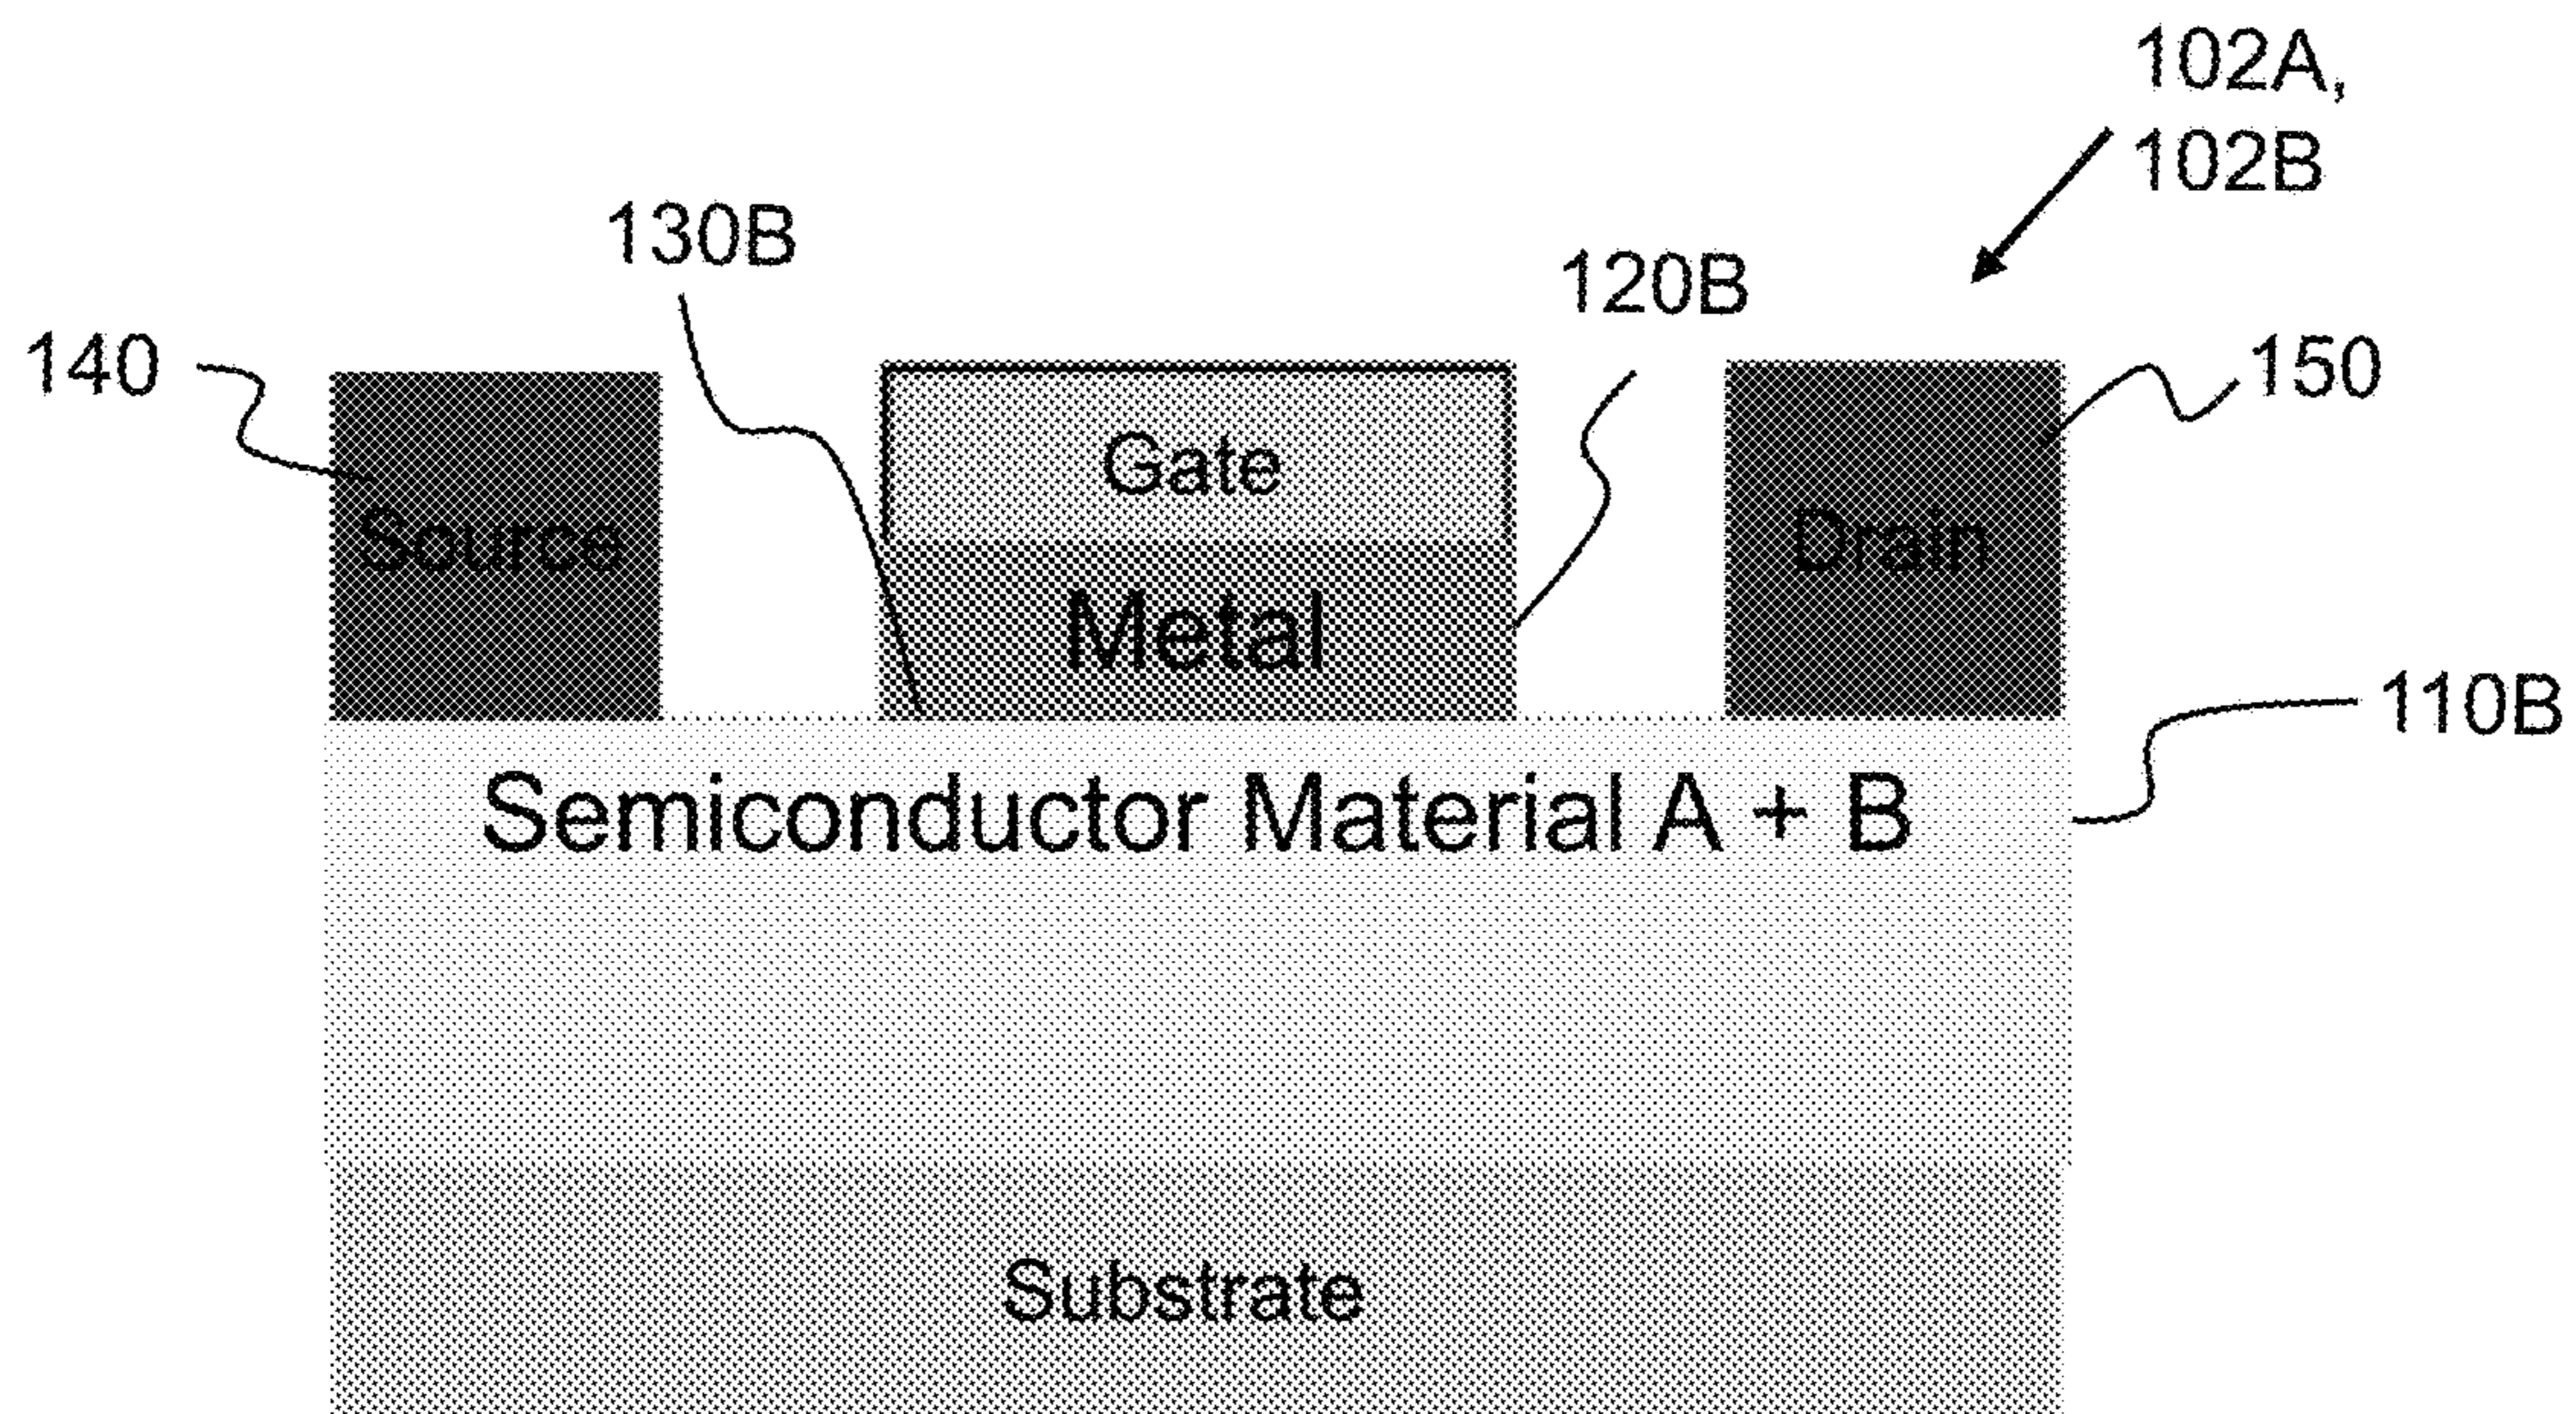 102A,
102B
130B
120B
140
150
Gate
Source
Drain
Metal
110B
Semiconductor Material A + B
Substrate